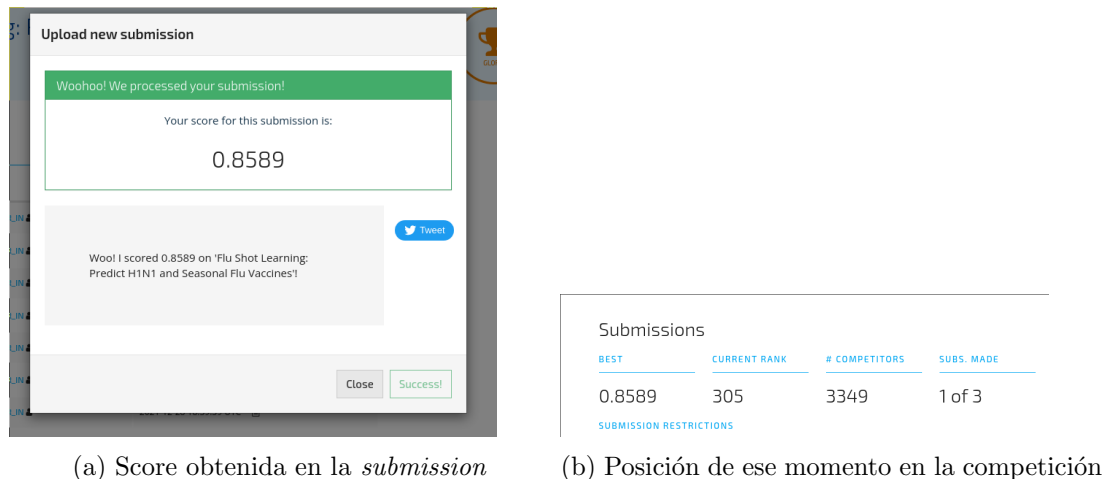 Upload new submission
Woohoo! We processed your submission!
Your score for this submission is:
0.8589
Tweet
Woo! I scored 0.8589 on 'Flu Shot Learning:
Predict H1N1 and Seasonal Flu Vaccines'!
Close
Success!
(a) Score obtenida en la submission
Submissions
BEST CURRENT RANK # COMPETITORS SUBS. MADE
0.8589 305 3349 1 of 3
SUBMISSION RESTRICTIONS
(b) Posición de ese momento en la competición